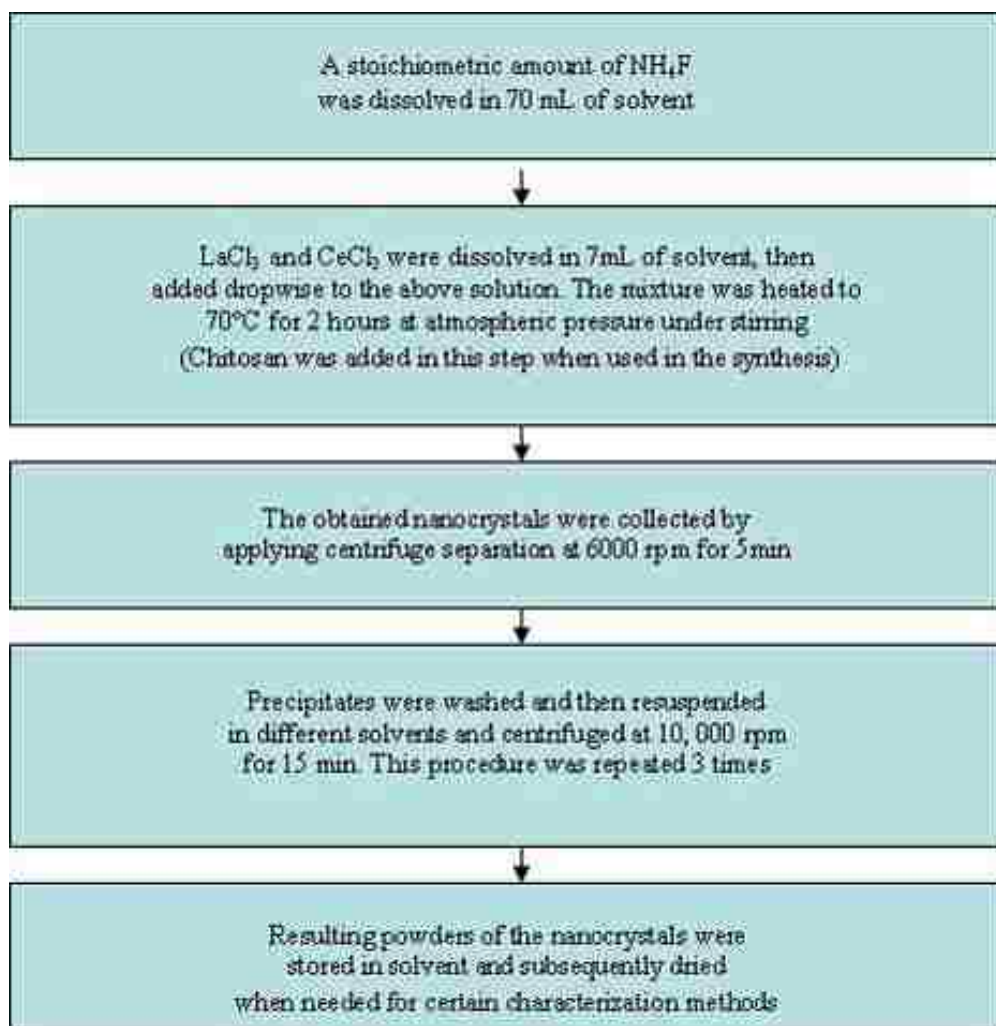 A stoichiometric amount of NH₄F
was dissolved in 70 mL of solvent
LaCl₃ and CeCl₃ were dissolved in 7mL of solvent, then
added dropwise to the above solution. The mixture was heated to
70°C for 2 hours at atmospheric pressure under stirring
(Chitosan was added in this step when used in the synthesis)
The obtained nanocrystals were collected by
applying centrifuge separation at 6000 rpm for 5min
Precipitates were washed and then resuspended
in different solvents and centrifuged at 10, 000 rpm
for 15 min. This procedure was repeated 3 times
Resulting powders of the nanocrystals were
stored in solvent and subsequently dried
when needed for certain characterization methods